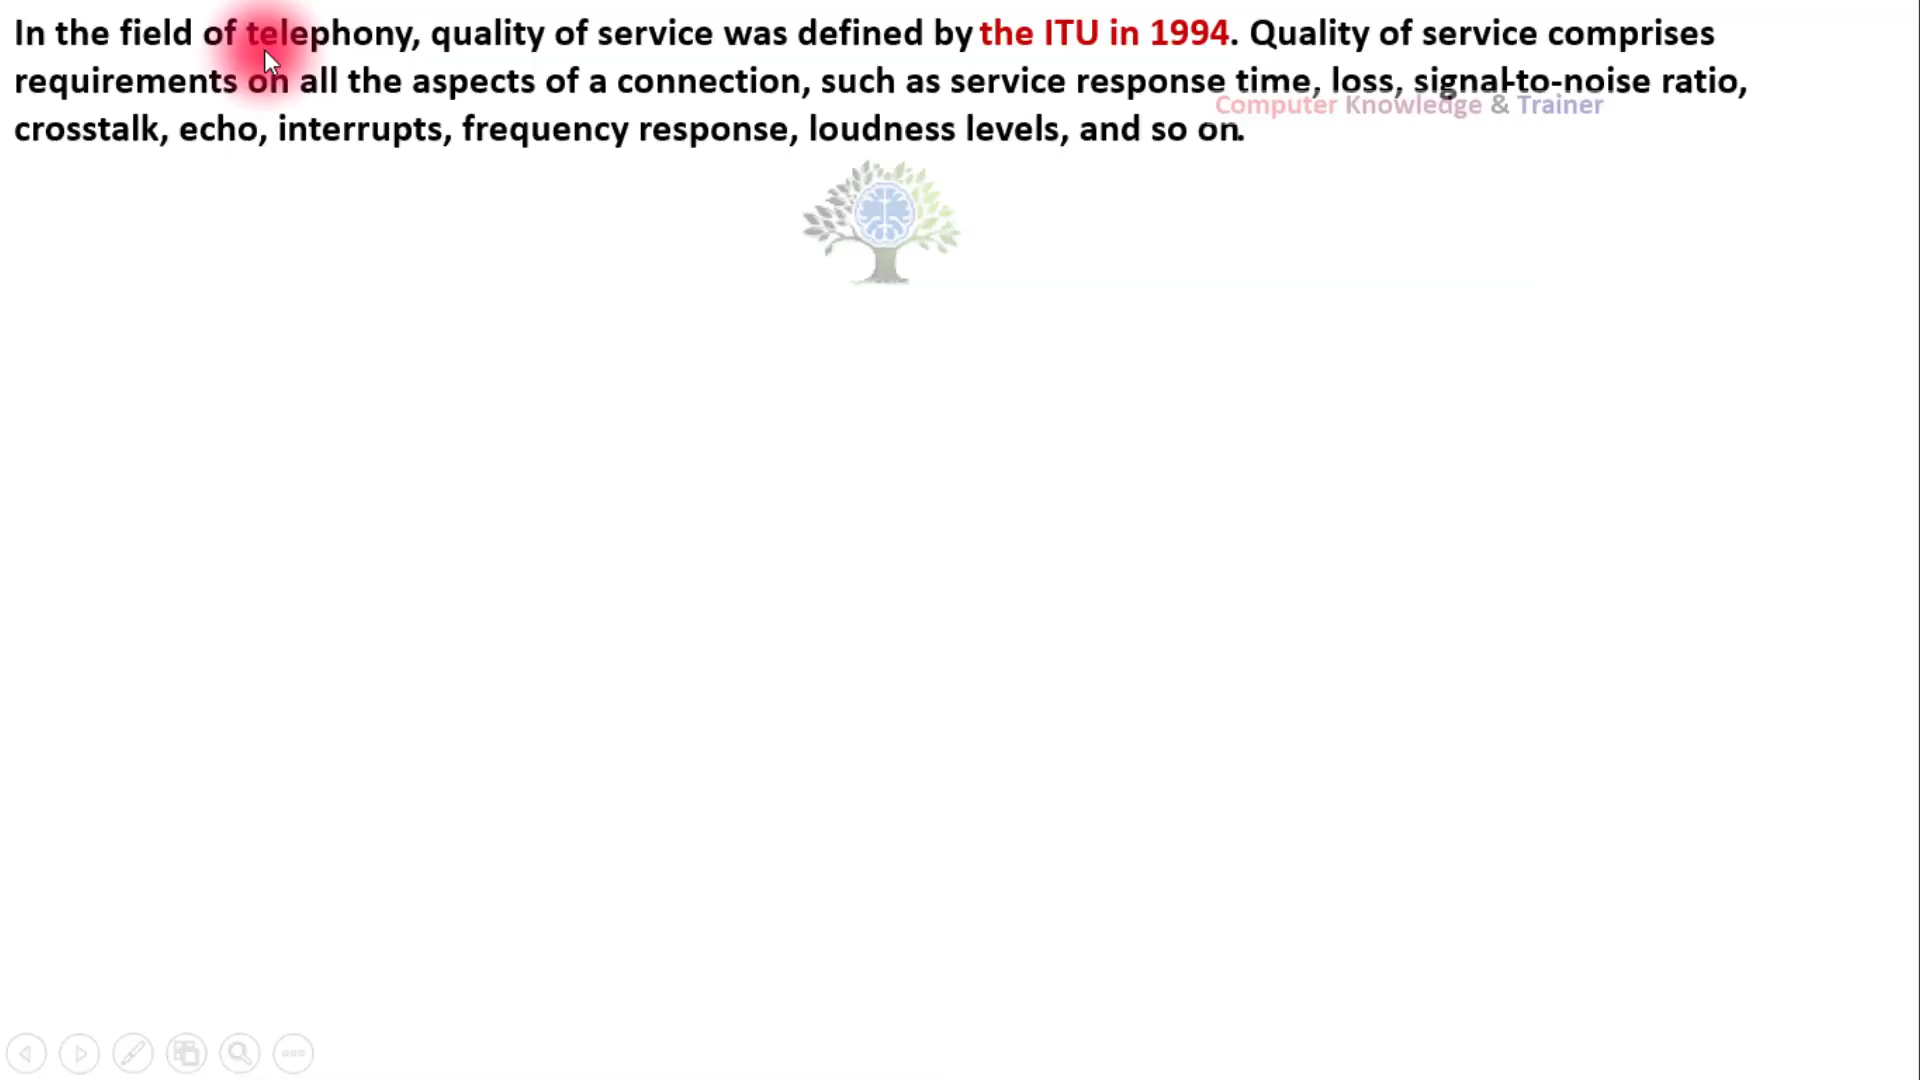 In the field of telephony, quality of service was defined by the ITU in 1994. Quality of service comprises
requirements on all the aspects of a connection, such as service response time, loss, signal-to-noise ratio,
Computer Knowledge & Trainer
crosstalk, echo, interrupts, frequency response, loudness levels, and so on.